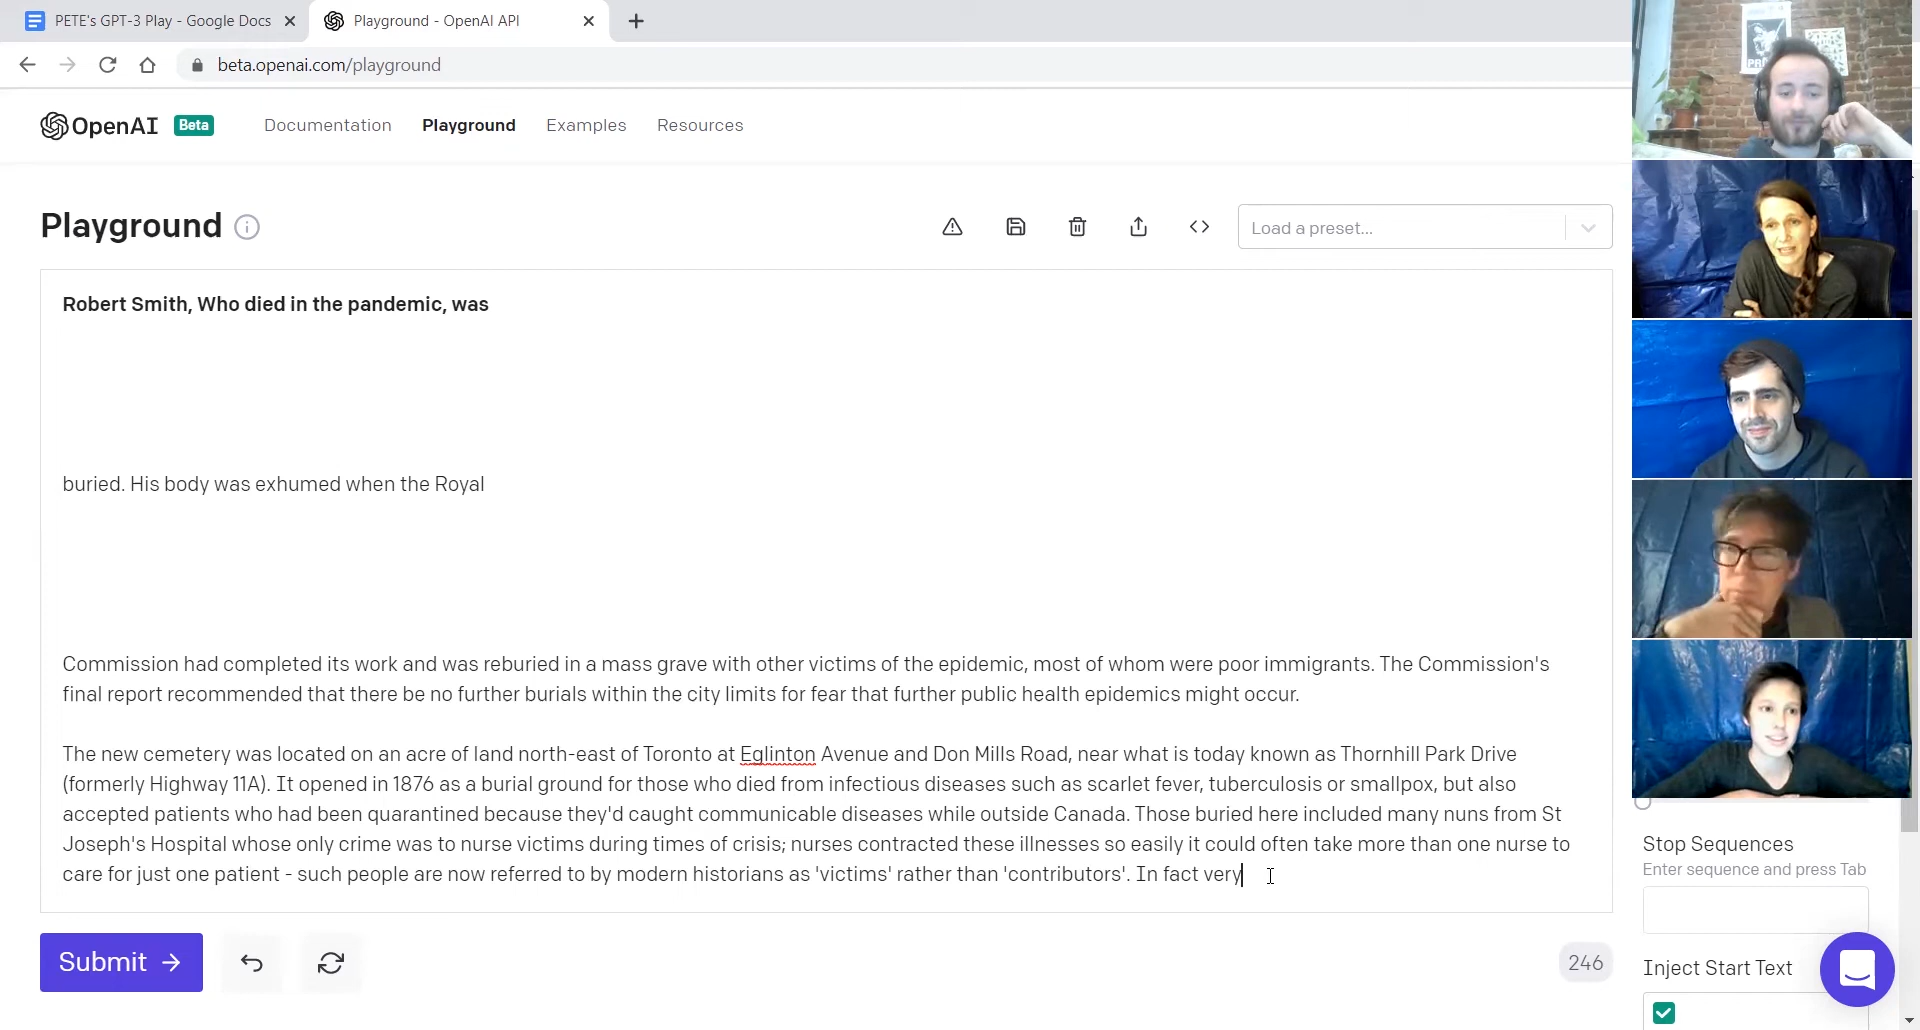 PETE's GPT-3 Play - Google Docs
Playground - OpenAI API
beta.openai.com/playground
OpenAI Beta Documentation Playground Examples Resources
Playground
Load a preset...
Robert Smith, Who died in the pandemic, was
buried. His body was exhumed when the Royal
Commission had completed its work and was reburied in a mass grave with other victims of the epidemic, most of whom were poor immigrants. The Commission's
final report recommended that there be no further burials within the city limits for fear that further public health epidemics might occur.
The new cemetery was located on an acre of land north-east of Toronto at Eglinton Avenue and Don Mills Road, near what is today known as Thornhill Park Drive
(formerly Highway 11A). It opened in 1876 as a burial ground for those who died from infectious diseases such as scarlet fever, tuberculosis or smallpox, but also
accepted patients who had been quarantined because they'd caught communicable diseases while outside Canada. Those buried here included many nuns from St
Joseph's Hospital whose only crime was to nurse victims during times of crisis; nurses contracted these illnesses so easily it could often take more than one nurse to
care for just one patient - such people are now referred to by modern historians as 'victims' rather than 'contributors'. In fact very
Submit
246
Stop Sequences
Enter sequence and press Tab
Inject Start Text